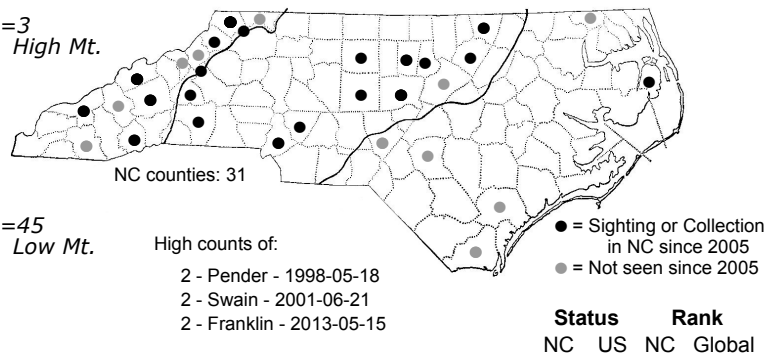 =3
High Mt.
NC counties: 31
=45
Low Mt.
High counts of:
2 - Pender - 1998-05-18
2 - Swain - 2001-06-21
2 - Franklin - 2013-05-15
= Sighting or Collection
in NC since 2005
= Not seen since 2005
Status Rank
NC US NC Global